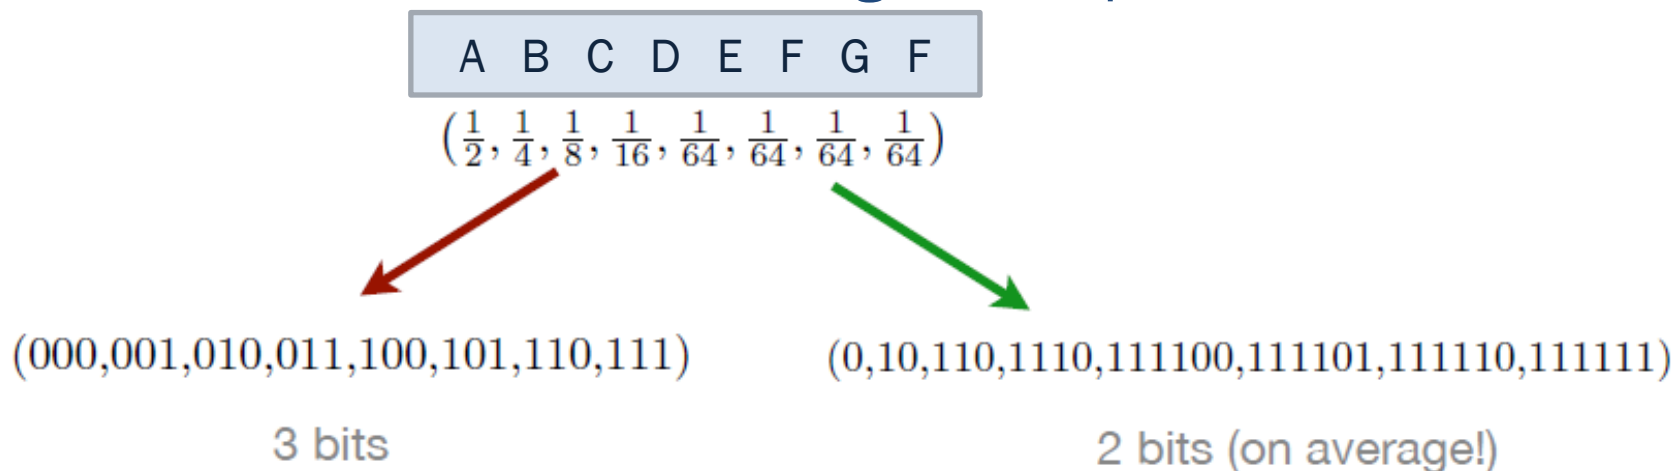 A B C D E F G F
(1/2, 1/4, 1/8, 1/16, 1/64, 1/64, 1/64, 1/64)
(000,001,010,011,100,101,110,111) (0,10,110,1110,111100,111101,111110,111111)
3 bits 2 bits (on average!)